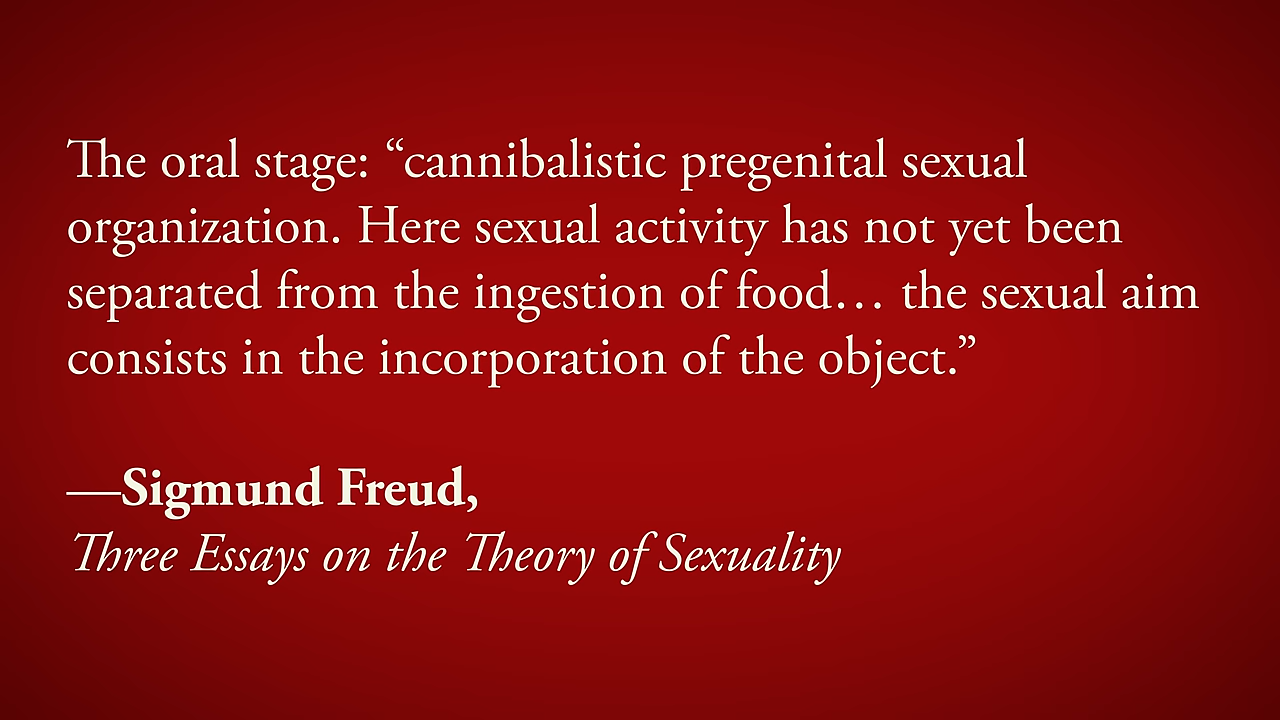 The oral stage: “cannibalistic pregenital sexual
organization. Here sexual activity has not yet been
separated from the ingestion of food… the sexual aim
consists in the incorporation of the object.”
—Sigmund Freud,
Three Essays on the Theory of Sexuality